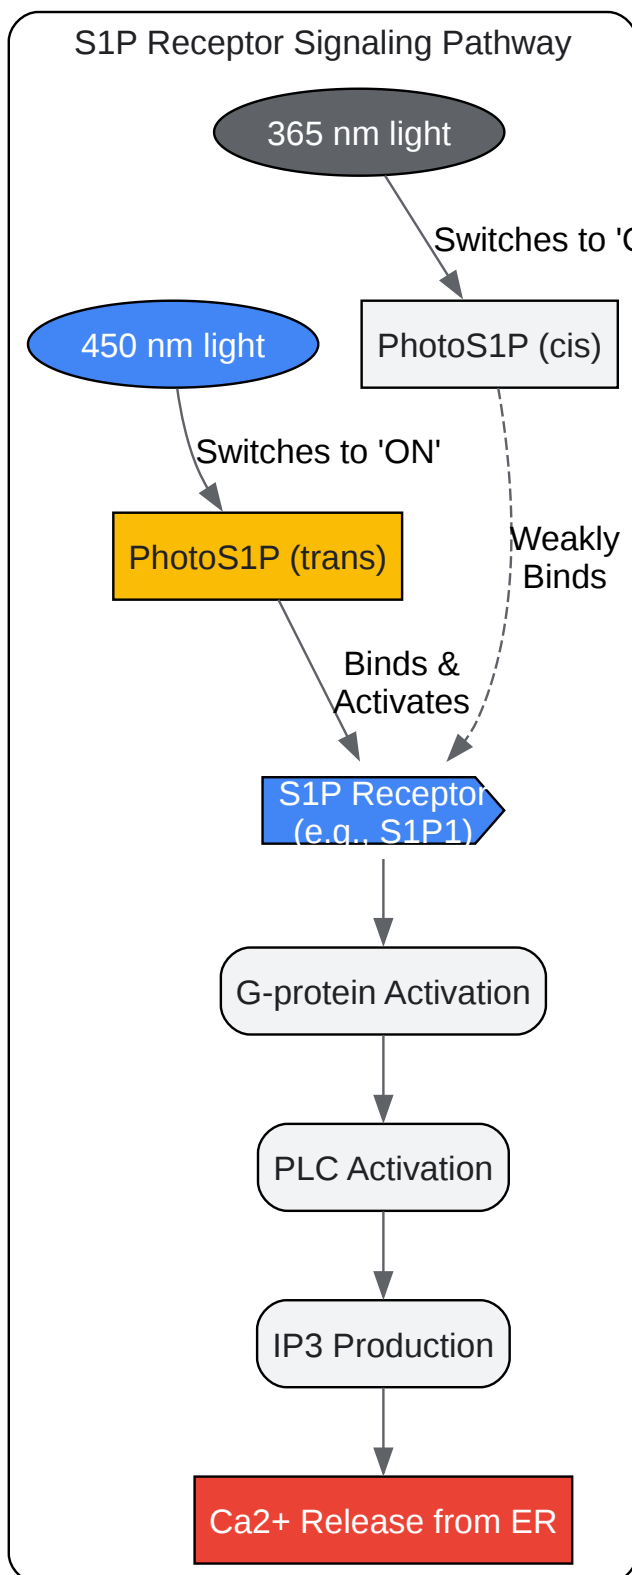 S1P Receptor Signaling Pathway
365 nm light
Switches to '
450 nm light
PhotoS1P (cis)
Switches to 'ON'
PhotoS1P (trans)
Weakly
Binds
Binds &
Activates
S1P Receptor
(e.g., S1P1)
G-protein Activation
PLC Activation
IP3 Production
Ca2+ Release from ER